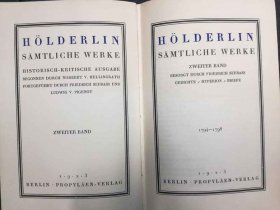 HÖLDERLIN
SÄMTLICHE WERKE
HISTORISCH-KRITISCHE AUSGABE
BEGONNEN DURCH NORBERT V. HELLINGRATH
FORTGEFÜHRT DURCH FRIEDRICH SEEBASS UND
LUDWIG V. PIGENOT
ZWEITER BAND
1·9·2·3
BERLIN · PROPYLÄEN-VERLAG
HÖLDERLIN
SÄMTLICHE WERKE
ZWEITER BAND
BESORGT DURCH FRIEDRICH SEEBASS
GEDICHTE / HYPERION / BRIEFE
1794–1798
1·9·2·3
BERLIN · PROPYLÄEN-VERLAG